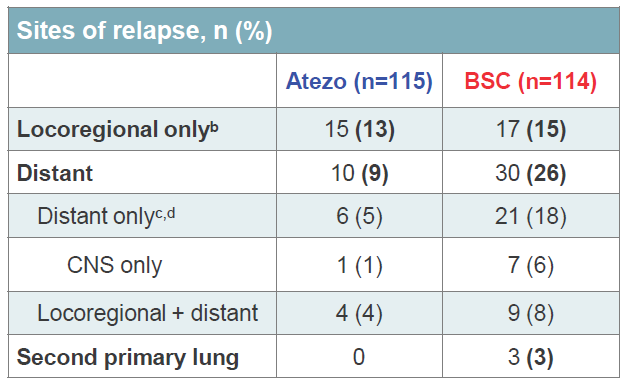 Sites of relapse, n (%)
Atezo (n=115) BSC (n=114)
Locoregional onlyᵇ 15 (13) 17 (15)
Distant 10 (9) 30 (26)
Distant onlyᶜ,ᵈ 6 (5) 21 (18)
CNS only 1 (1) 7 (6)
Locoregional + distant 4 (4) 9 (8)
Second primary lung 0 3 (3)